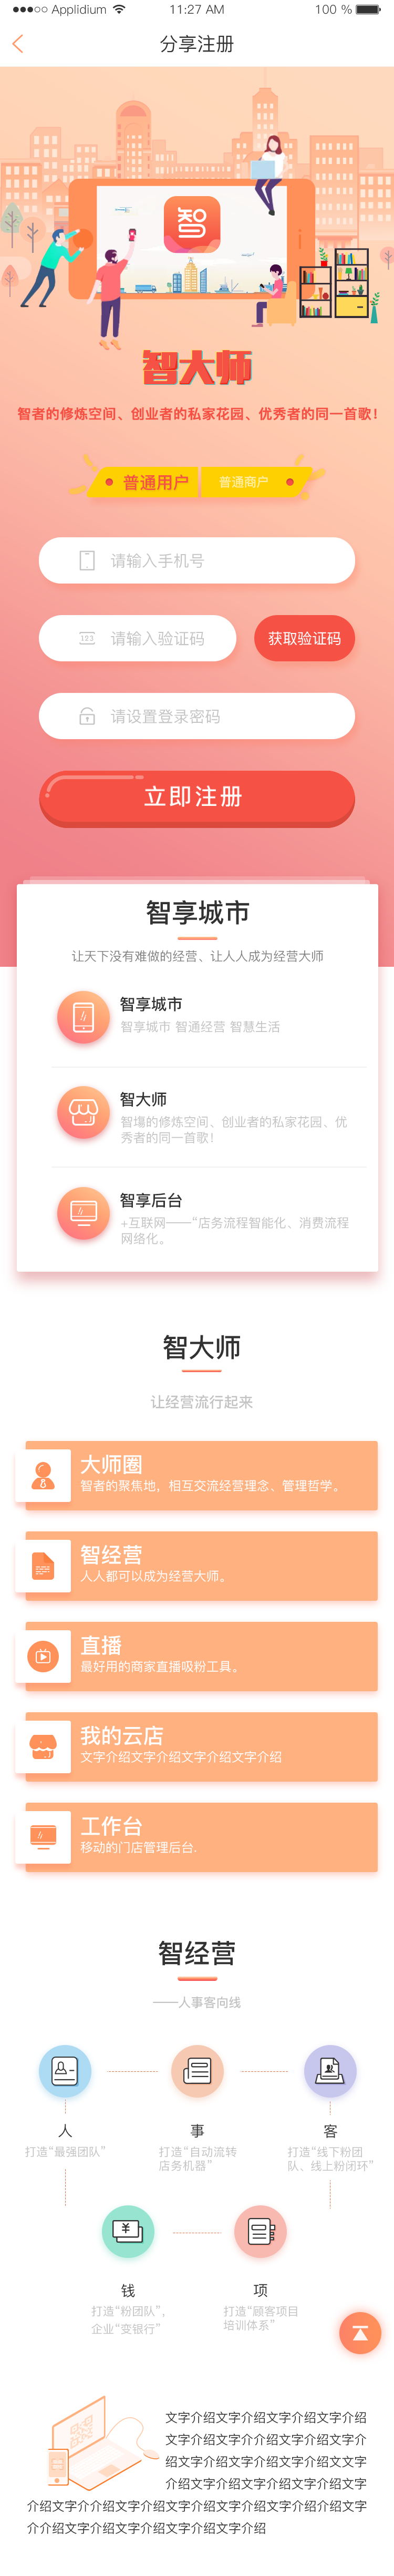 Applidium 11:27 AM 100 %
分享注册
智
智大师
智者的修炼空间、创业者的私家花园、优秀者的同一首歌!
普通用户 普通商户
请输入手机号
123 请输入验证码 获取验证码
请设置登录密码
立即注册
智享城市
让天下没有难做的经营、让人人成为经营大师
智享城市
智享城市 智通经营 智慧生活
智大师
智塲的修炼空间、创业者的私家花园、优
秀者的同一首歌!
智享后台
+互联网——“店务流程智能化、消费流程
网络化。
智大师
让经营流行起来
大师圈
智者的聚焦地，相互交流经营理念、管理哲学。
智经营
人人都可以成为经营大师。
直播
最好用的商家直播吸粉工具。
我的云店
文字介绍文字介绍文字介绍文字介绍
工作台
移动的门店管理后台.
智经营
——人事客向线
人 事 客
打造“最强团队” 打造“自动流转 打造“线下粉团
店务机器” 队、线上粉闭环”
¥
钱 项
打造“粉团队”， 打造“顾客项目
企业“变银行” 培训体系”
文字介绍文字介绍文字介绍文字介绍
文字介绍文字介介绍文字介绍文字介
绍文字介绍文字介绍文字介绍文文字
介绍文字介绍文字介绍文字介绍文字
介绍文字介介绍文字介绍文字介绍文字介绍文字介绍介绍文字
介介绍文字介绍文字介绍文字介绍文字介绍